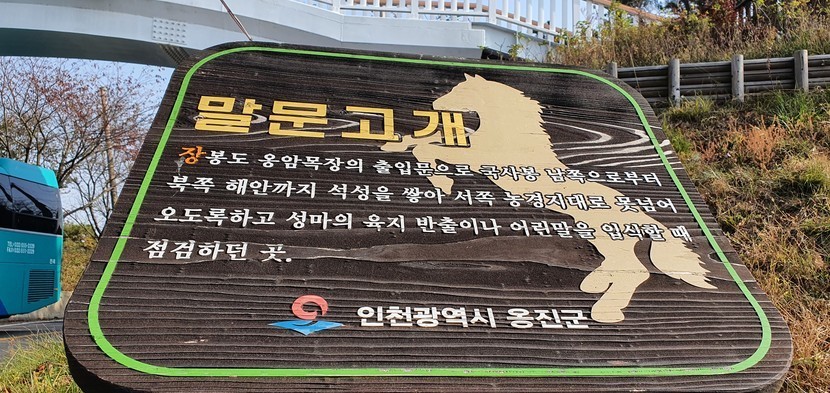 말문고개
장봉도 옹암목장의 출입문으로 국사봉 남쪽으로부터
북쪽 해안까지 석성을 쌓아 서쪽 농경지대로 못넘어
오도록하고 성마의 육지 반출이나 어린말을 입식할 때
점검하던 곳.
인천광역시 옹진군